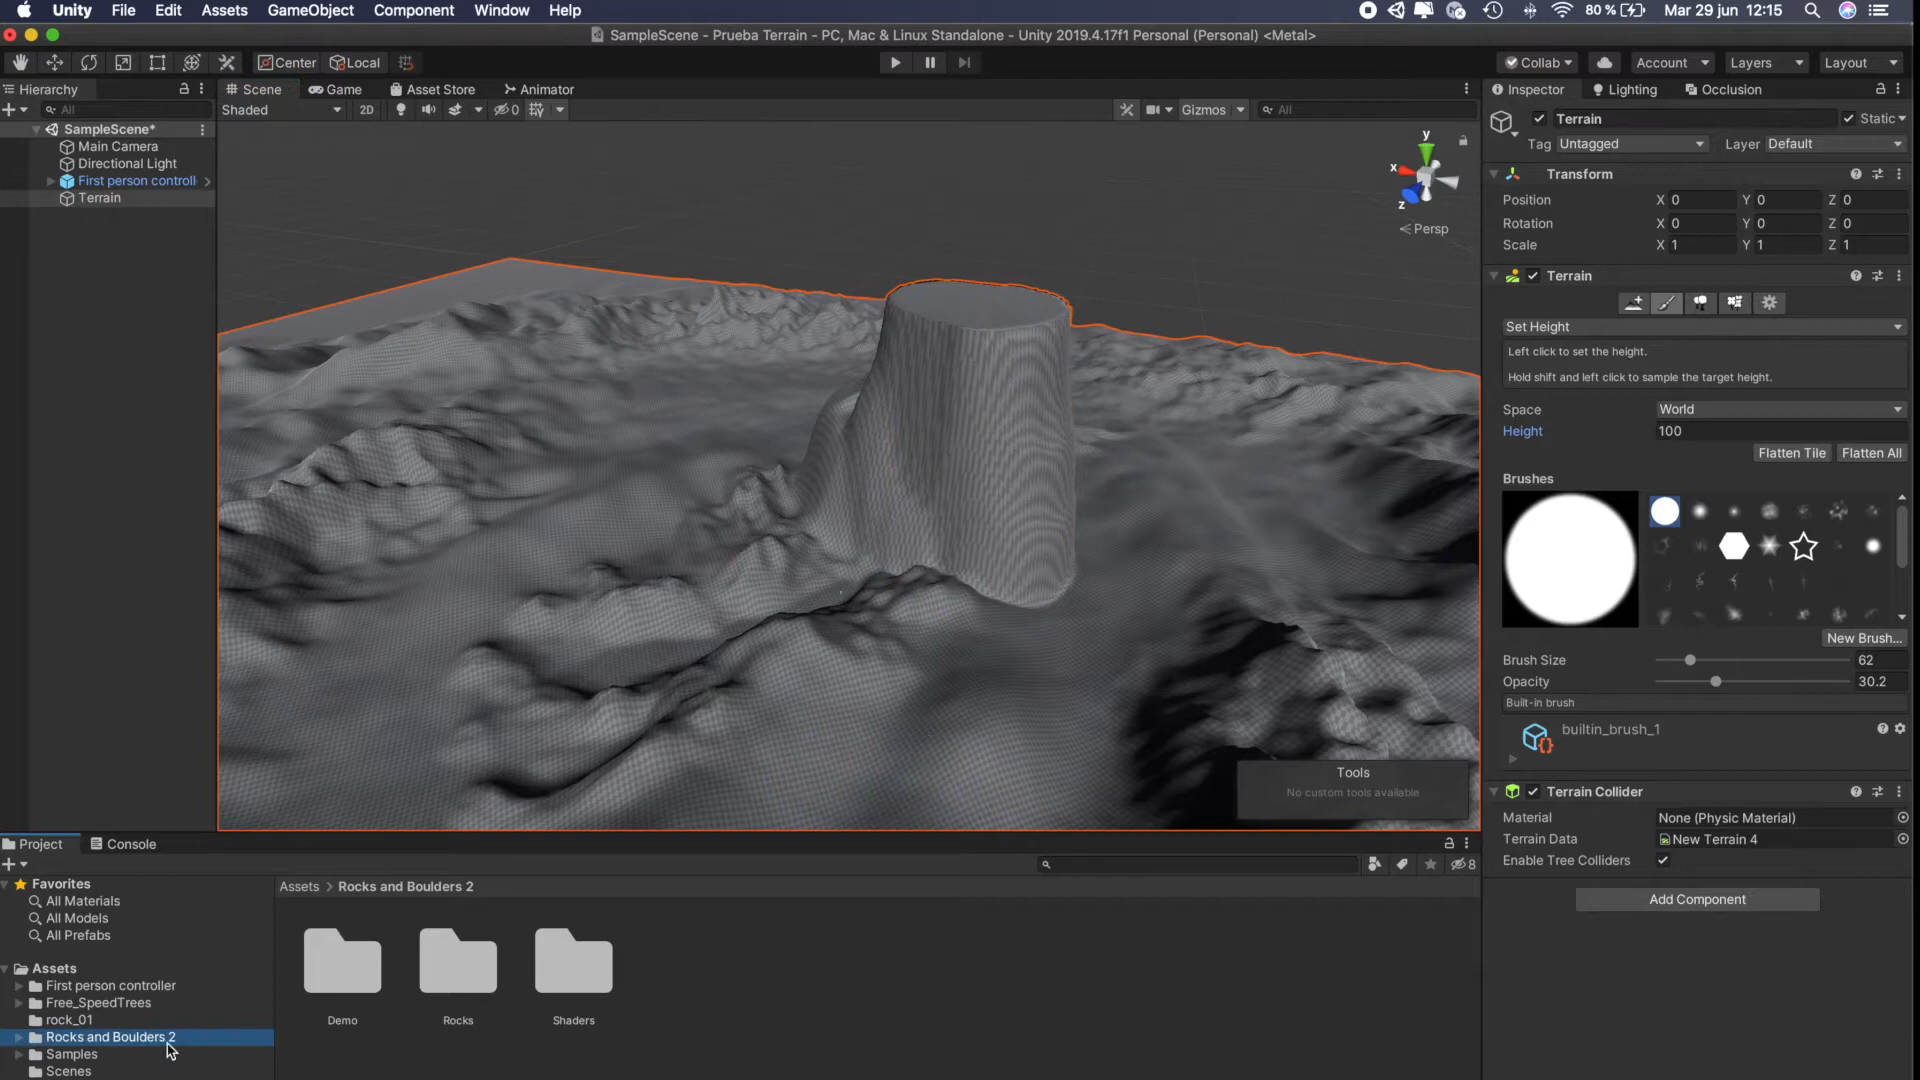 Unity File Edit Assets GameObject Component Window Help 80 % Mar 29 jun 12:15
SampleScene - Prueba Terrain - PC, Mac & Linux Standalone - Unity 2019.4.17f1 Personal (Personal) <Metal>
Center Local Collab Account Layers Layout
Hierarchy Scene Game Asset Store Animator Inspector Lighting Occlusion
All Shaded 2D 0 Gizmos All
SampleScene*
Main Camera
Directional Light
First person controll
Terrain
y
x
z
Persp
Terrain Static
Tag Untagged Layer Default
Transform
Position X 0 Y 0 Z 0
Rotation X 0 Y 0 Z 0
Scale X 1 Y 1 Z 1
Terrain
Set Height
Left click to set the height.
Hold shift and left click to sample the target height.
Space World
Height 100
Flatten Tile Flatten All
Brushes
New Brush...
Brush Size 62
Opacity 30.2
Built-in brush
builtin_brush_1
Tools
No custom tools available
Terrain Collider
Material None (Physic Material)
Terrain Data New Terrain 4
Enable Tree Colliders
Add Component
Project Console
8
Favorites
All Materials
All Models
All Prefabs
Assets
First person controller
Free_SpeedTrees
rock_01
Rocks and Boulders 2
Samples
Scenes
Assets > Rocks and Boulders 2
Demo Rocks Shaders